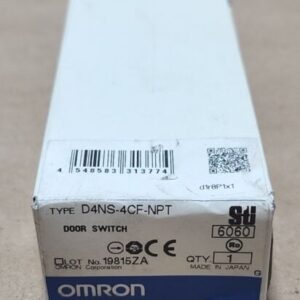 4 548583 313774
d1r8P1x1
TYPE D4NS-4CF-NPT
DOOR SWITCH
6060
LOT No. 19815ZA
QTY. 1
OMRON Corporation
MADE IN JAPAN
G
OMRON